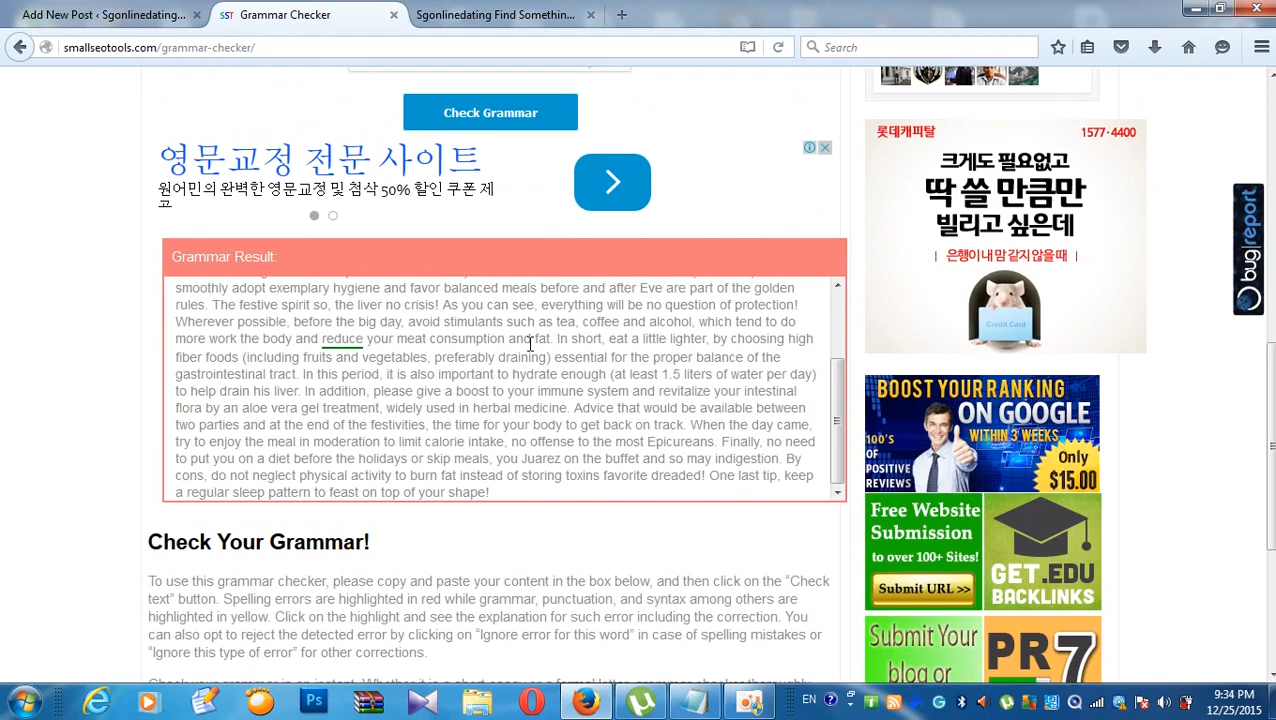 Add New Post ‹ Sgonlinedating...
SST Grammar Checker
Sgonlinedating Find Somethin...
smallseotools.com/grammar-checker/
Search
Check Grammar
영문교정 전문 사이트
원어민의 완벽한 영문교정 및 첨삭 50% 할인 쿠폰 제
고
Grammar Result:
smoothly adopt exemplary hygiene and favor balanced meals before and after Eve are part of the golden
rules. The festive spirit so, the liver no crisis! As you can see, everything will be no question of protection!
Wherever possible, before the big day, avoid stimulants such as tea, coffee and alcohol, which tend to do
more work the body and reduce your meat consumption and fat. In short, eat a little lighter, by choosing high
fiber foods (including fruits and vegetables, preferably draining) essential for the proper balance of the
gastrointestinal tract. In this period, it is also important to hydrate enough (at least 1.5 liters of water per day)
to help drain his liver. In addition, please give a boost to your immune system and revitalize your intestinal
flora by an aloe vera gel treatment, widely used in herbal medicine. Advice that would be available between
two parties and at the end of the festivities, the time for your body to get back on track. When the day came,
try to enjoy the meal in moderation to limit calorie intake, no offense to the most Epicureans. Finally, no need
to put you on a diet before the holidays or skip meals, you Juarez on the buffet and so may indigestion. By
cons, do not neglect physical activity to burn fat instead of storing toxins favorite dreaded! One last tip, keep
a regular sleep pattern to feast on top of your shape!
Check Your Grammar!
To use this grammar checker, please copy and paste your content in the box below, and then click on the “Check
text” button. Spelling errors are highlighted in red while grammar, punctuation, and syntax among others are
highlighted in yellow. Click on the highlight and see the explanation for such error including the correction. You
can also opt to reject the detected error by clicking on “Ignore error for this word” in case of spelling mistakes or
“Ignore this type of error” for other corrections.
롯데캐피탈
1577·4400
크게도 필요없고
딱 쓸 만큼만
빌리고 싶은데
| 은행이 내 맘 같지 않을 때 |
Credit Card
bug report
BOOST YOUR RANKING
ON GOOGLE
WITHIN 3 WEEKS
100'S
OF
POSITIVE
REVIEWS
Only
$15.00
Free Website
Submission
to over 100+ Sites!
Submit URL >>
GET.EDU
BACKLINKS
Submit Your
blog or
PR7
Ps
EN
9:34 PM
12/25/2015